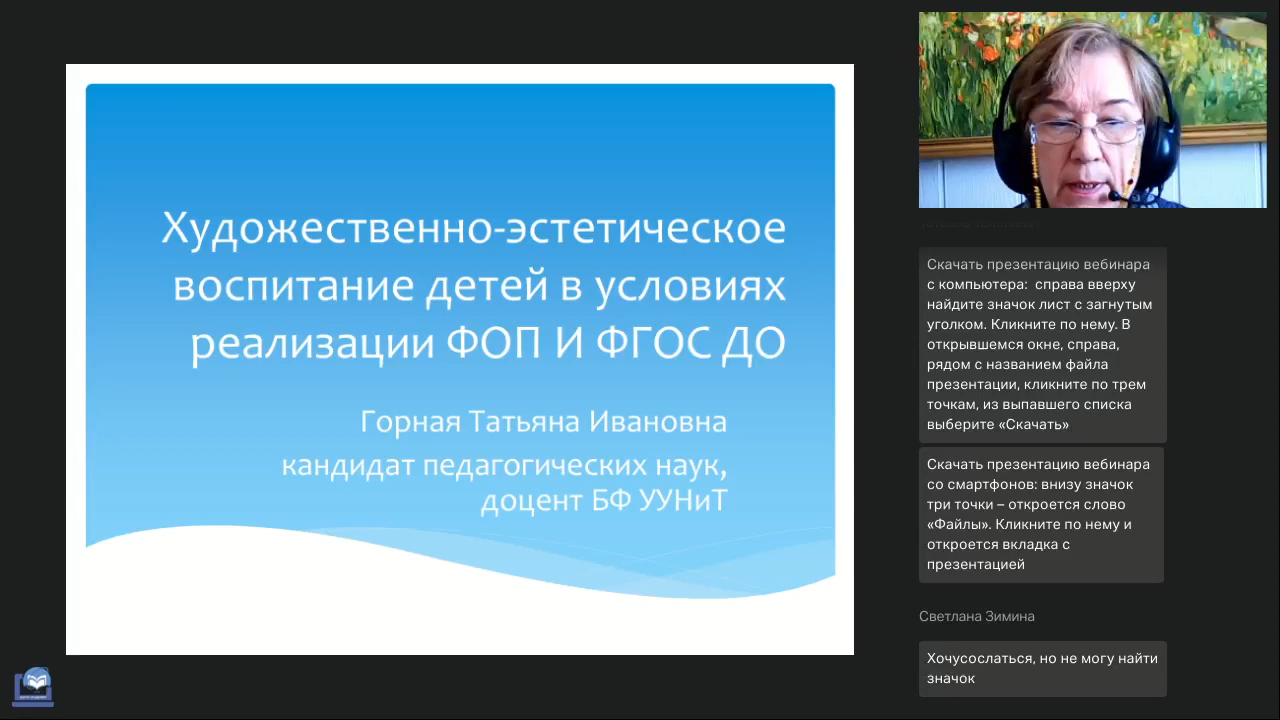 Художественно-эстетическое
воспитание детей в условиях
реализации ФОП И ФГОС ДО
Горная Татьяна Ивановна
кандидат педагогических наук,
доцент БФ УУНиТ
Скачать презентацию вебинара
с компьютера:  справа вверху
найдите значок лист с загнутым
уголком. Кликните по нему. В
открывшемся окне, справа,
рядом с названием файла
презентации, кликните по трем
точкам, из выпавшего списка
выберите «Скачать»
Скачать презентацию вебинара
со смартфонов: внизу значок
три точки – откроется слово
«Файлы». Кликните по нему и
откроется вкладка с
презентацией
Светлана Зимина
Хочусослаться, но не могу найти
значок